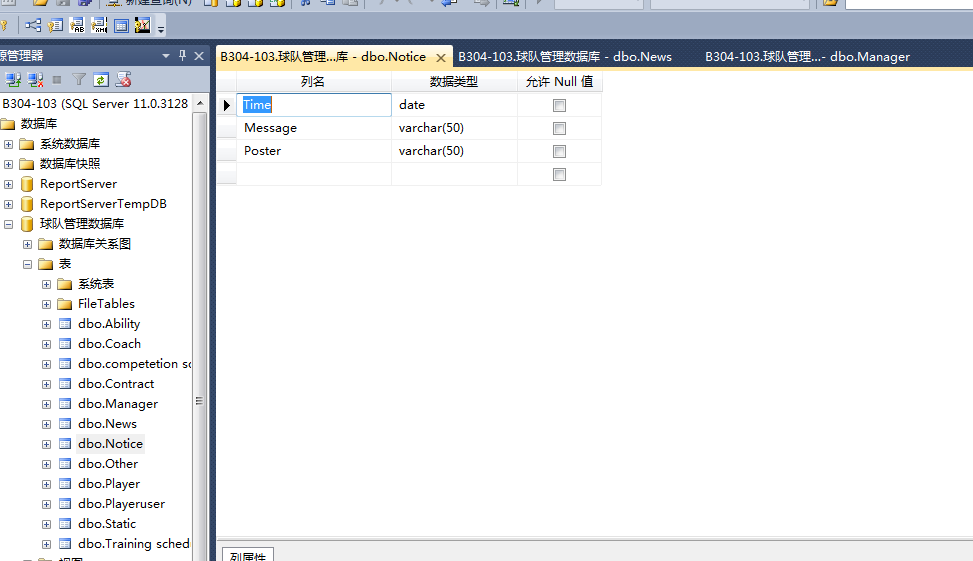 新建查询(N)
源管理器
B304-103.球队管理...库 - dbo.Notice
B304-103.球队管理数据库 - dbo.News
B304-103.球队管理...- dbo.Manager
列名 数据类型 允许 Null 值
Time date
Message varchar(50)
Poster varchar(50)
B304-103 (SQL Server 11.0.3128
数据库
系统数据库
数据库快照
ReportServer
ReportServerTempDB
球队管理数据库
数据库关系图
表
系统表
FileTables
dbo.Ability
dbo.Coach
dbo.competetion sc
dbo.Contract
dbo.Manager
dbo.News
dbo.Notice
dbo.Other
dbo.Player
dbo.Playeruser
dbo.Static
dbo.Training sched
视图
列属性